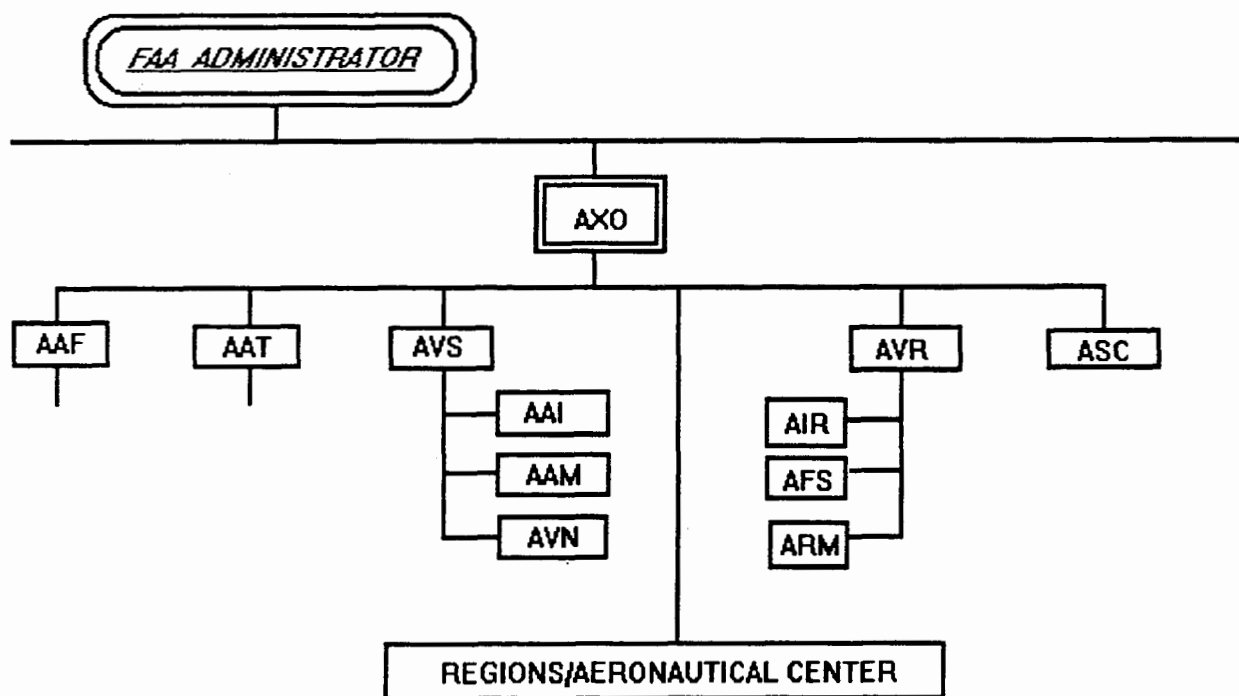 FAA ADMINISTRATOR
AXO
AAF
AAT
AVS
AVR
ASC
AAI
AAM
AVN
AIR
AFS
ARM
REGIONS/AERONAUTICAL CENTER